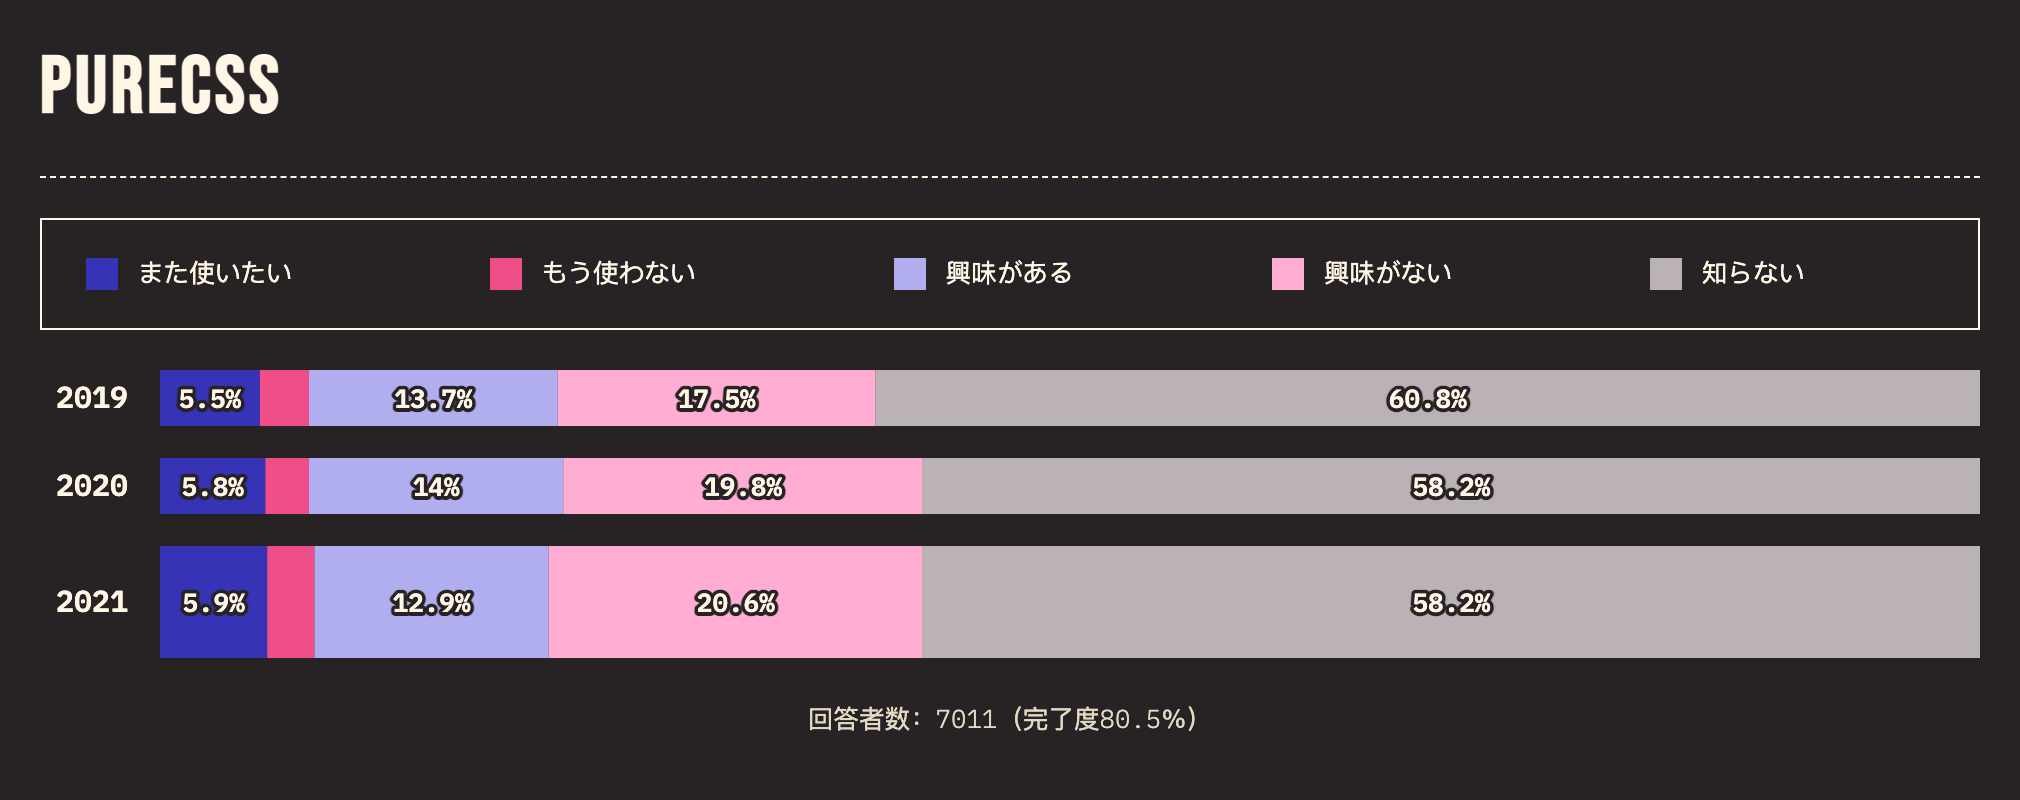 PURECSS
また使いたい もう使わない 興味がある 興味がない 知らない
2019 5.5% 13.7% 17.5% 60.8%
2020 5.8% 14% 19.8% 58.2%
2021 5.9% 12.9% 20.6% 58.2%
回答者数: 7011 (完了度80.5%)